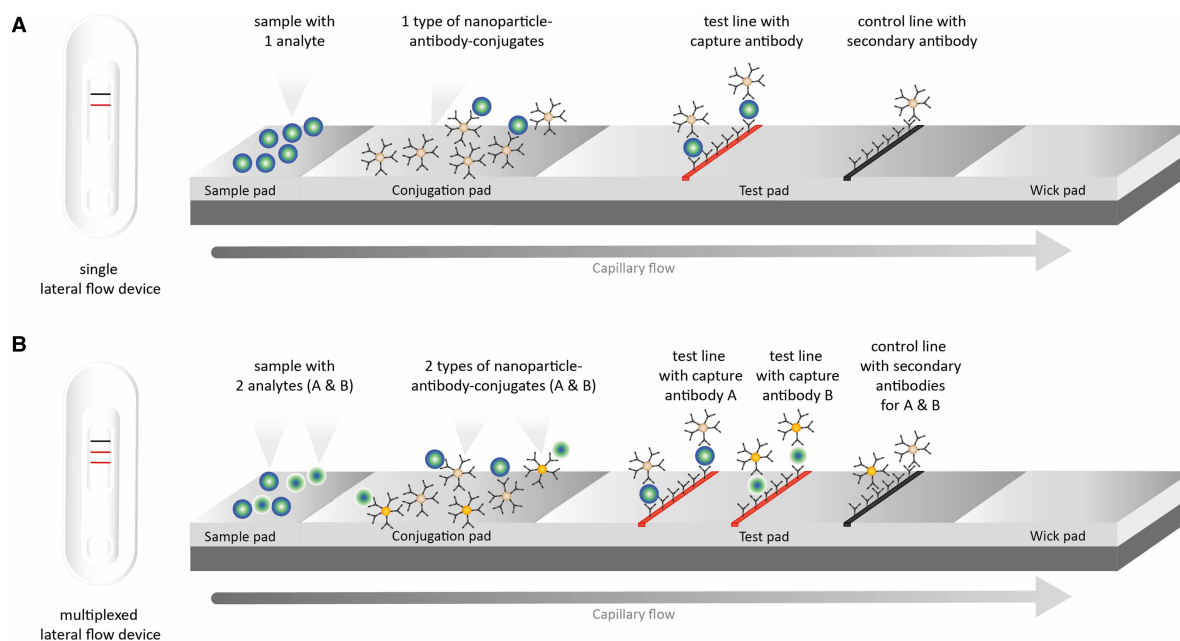 A
sample with
1 analyte
1 type of nanoparticle-
antibody-conjugates
test line with
capture antibody
control line with
secondary antibody
Sample pad
Conjugation pad
Test pad
Wick pad
Capillary flow
single
lateral flow device
B
sample with
2 analytes (A & B)
2 types of nanoparticle-
antibody-conjugates (A & B)
test line
with capture
antibody A
test line
with capture
antibody B
control line
with secondary
antibodies
for A & B
Sample pad
Conjugation pad
Test pad
Wick pad
Capillary flow
multiplexed
lateral flow device